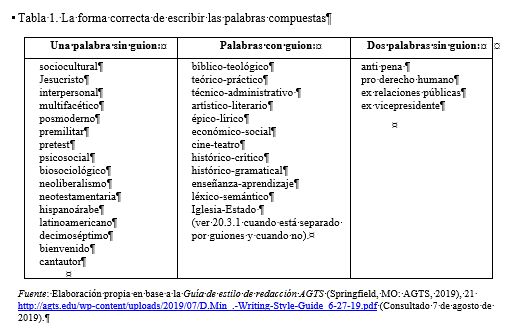 ▪ Tabla 1. La forma correcta de escribir las palabras compuestas¶
Una palabra sin guion:¤
sociocultural¶
Jesucristo¶
interpersonal¶
multifacético¶
posmoderno¶
premilitar¶
pretest¶
psicosocial¶
biosociológico¶
neoliberalismo¶
neotestamentaria¶
hispanoárabe¶
latinoamericano¶
decimoséptimo¶
bienvenido¶
cantautor¶
¤
Palabras con guion:¤
bíblico-teológico¶
teórico-práctico¶
técnico-administrativo·¶
artístico-literario¶
épico-lírico¶
económico-social¶
cine-teatro¶
histórico-crítico¶
histórico-gramatical¶
enseñanza-aprendizaje¶
léxico-semántico¶
Iglesia-Estado ¶
(ver 20.3.1 cuando está separado
por guiones y cuando no).¤
Dos palabras sin guion:¤ ¤
anti pena ¶
pro derecho humano¶
ex relaciones públicas¶
ex vicepresidente¶
¤
Fuente: Elaboración propia en base a la Guía de estilo de redacción AGTS (Springfield, MO: AGTS, 2019), 21
http://agts.edu/wp-content/uploads/2019/07/D.Min_.-Writing-Style-Guide_6-27-19.pdf (Consultado 7 de agosto de
2019).¶